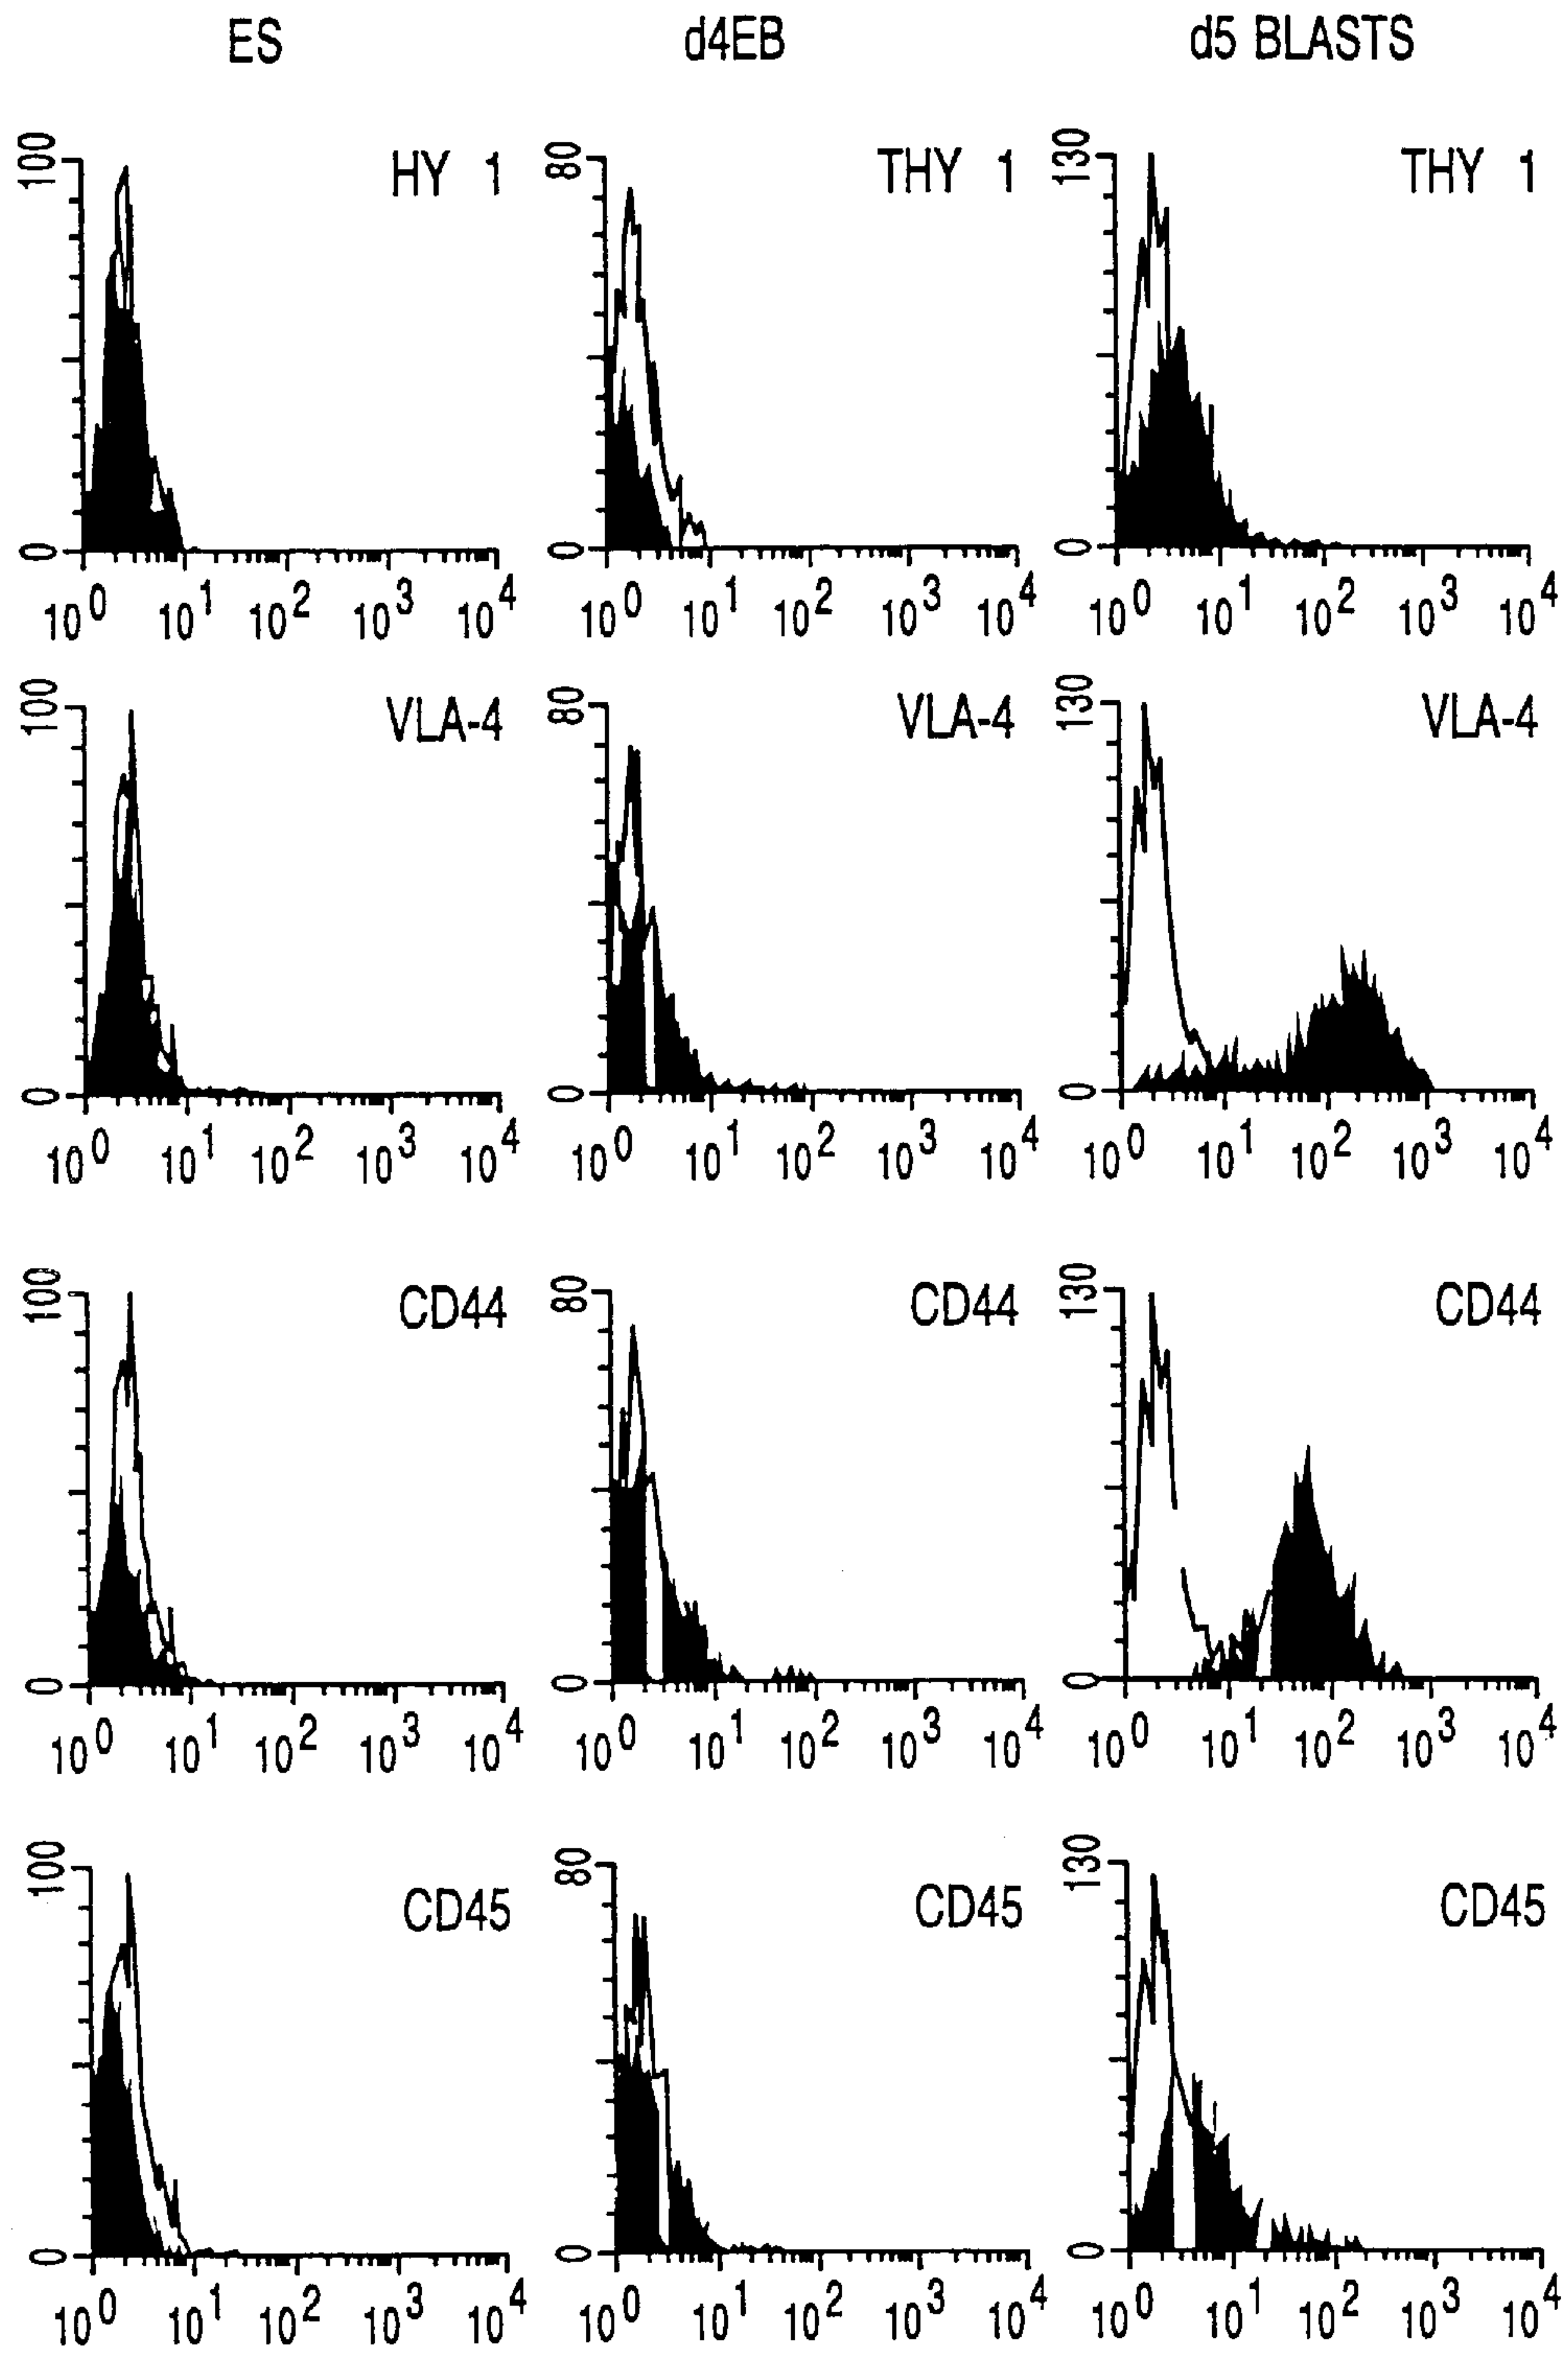 ES d4EB d5 BLASTS
100 HY 1 80 THY 1 130 THY 1
0 0 0
10^0 10^1 10^2 10^3 10^4 10^0 10^1 10^2 10^3 10^4 10^0 10^1 10^2 10^3 10^4
100 VLA-4 80 VLA-4 130 VLA-4
0 0 0
10^0 10^1 10^2 10^3 10^4 10^0 10^1 10^2 10^3 10^4 10^0 10^1 10^2 10^3 10^4
100 CD44 80 CD44 130 CD44
0 0 0
10^0 10^1 10^2 10^3 10^4 10^0 10^1 10^2 10^3 10^4 10^0 10^1 10^2 10^3 10^4
100 CD45 80 CD45 130 CD45
0 0 0
10^0 10^1 10^2 10^3 10^4 10^0 10^1 10^2 10^3 10^4 10^0 10^1 10^2 10^3 10^4